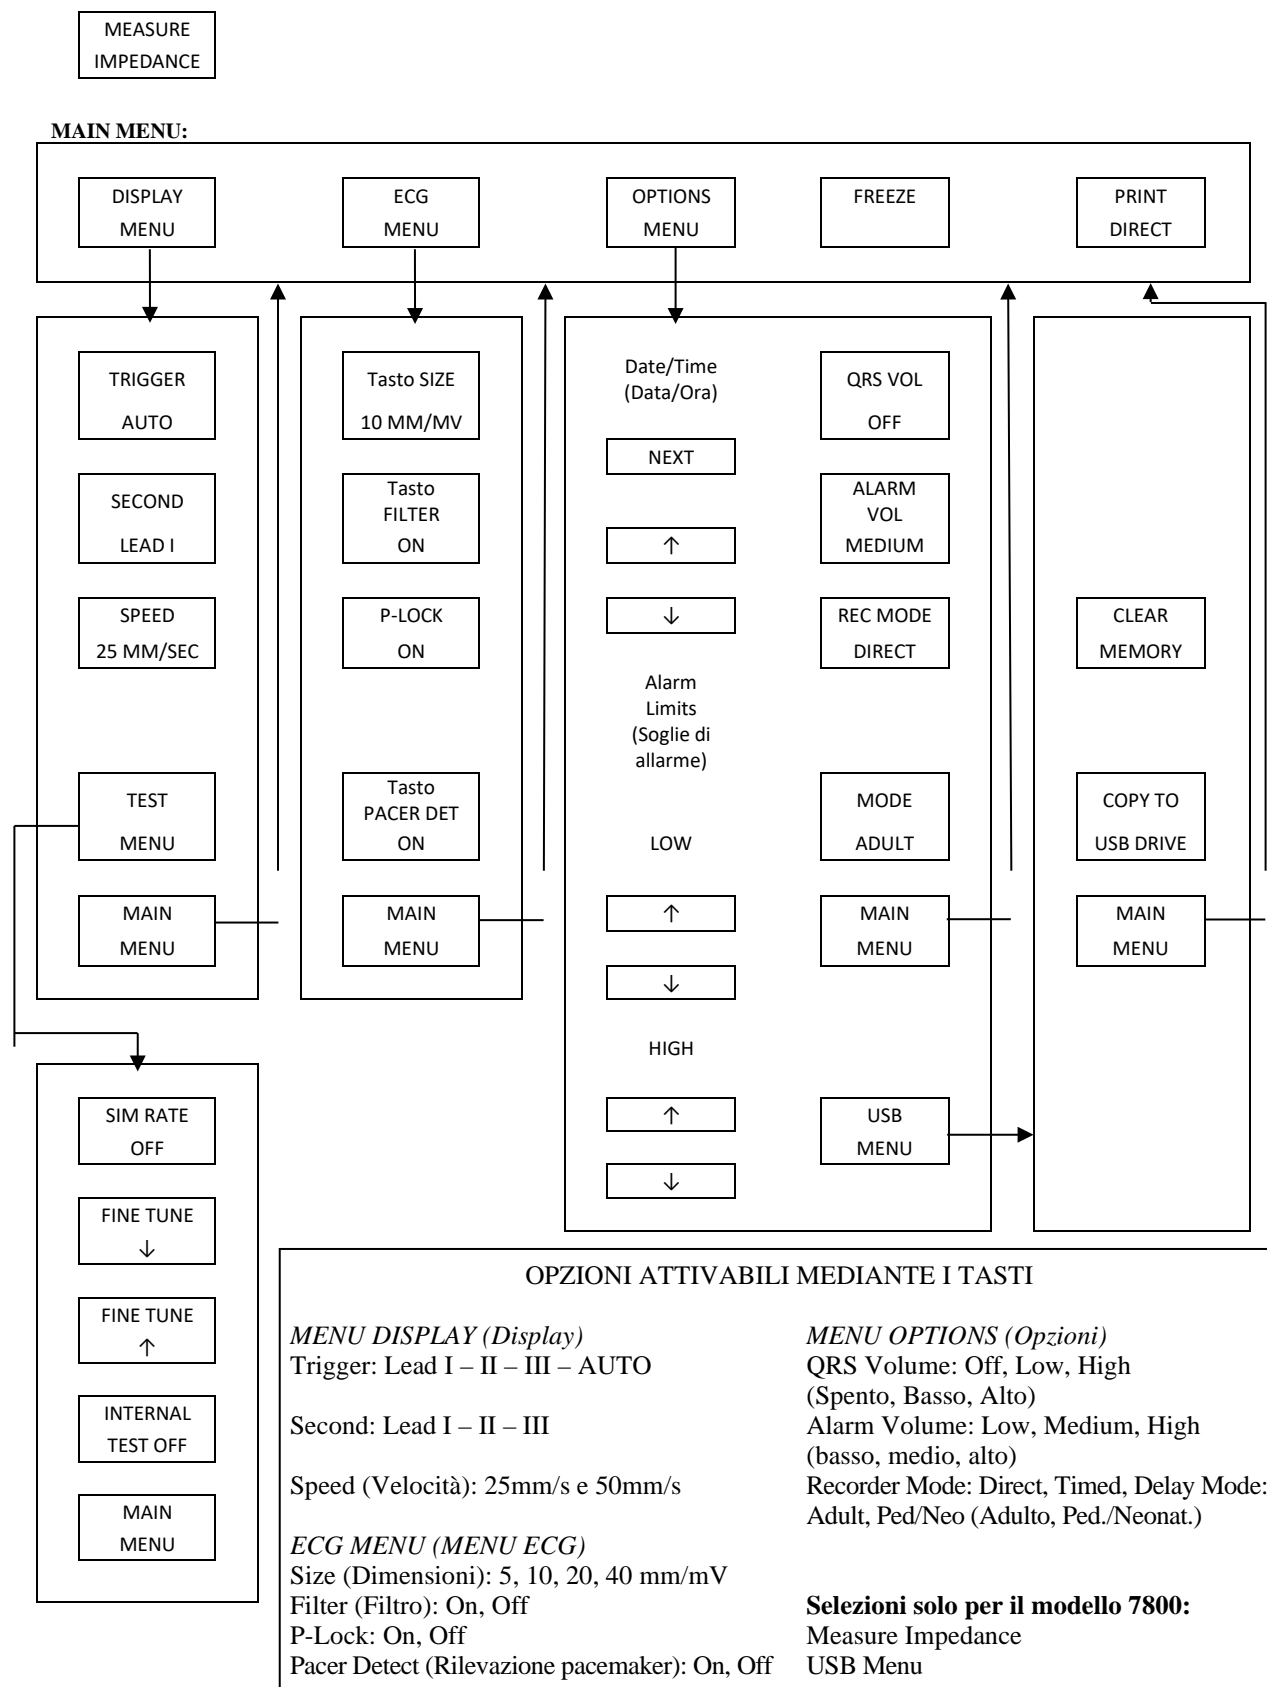 MEASURE
IMPEDANCE
MAIN MENU:
DISPLAY
MENU
ECG
MENU
OPTIONS
MENU
FREEZE
PRINT
DIRECT
TRIGGER
AUTO
SECOND
LEAD I
SPEED
25 MM/SEC
TEST
MENU
MAIN
MENU
Tasto SIZE
10 MM/MV
Tasto
FILTER
ON
P-LOCK
ON
Tasto
PACER DET
ON
MAIN
MENU
Date/Time
(Data/Ora)
NEXT
↑
↓
Alarm
Limits
(Soglie di
allarme)
LOW
↑
↓
HIGH
↑
↓
QRS VOL
OFF
ALARM
VOL
MEDIUM
REC MODE
DIRECT
MODE
ADULT
MAIN
MENU
USB
MENU
CLEAR
MEMORY
COPY TO
USB DRIVE
MAIN
MENU
SIM RATE
OFF
FINE TUNE
↓
FINE TUNE
↑
INTERNAL
TEST OFF
MAIN
MENU
OPZIONI ATTIVABILI MEDIANTE I TASTI
MENU DISPLAY (Display)
Trigger: Lead I – II – III – AUTO
Second: Lead I – II – III
Speed (Velocità): 25mm/s e 50mm/s
ECG MENU (MENU ECG)
Size (Dimensioni): 5, 10, 20, 40 mm/mV
Filter (Filtro): On, Off
P-Lock: On, Off
Pacer Detect (Rilevazione pacemaker): On, Off
MENU OPTIONS (Opzioni)
QRS Volume: Off, Low, High
(Spento, Basso, Alto)
Alarm Volume: Low, Medium, High
(basso, medio, alto)
Recorder Mode: Direct, Timed, Delay Mode:
Adult, Ped/Neo (Adulto, Ped./Neonat.)
Selezioni solo per il modello 7800:
Measure Impedance
USB Menu